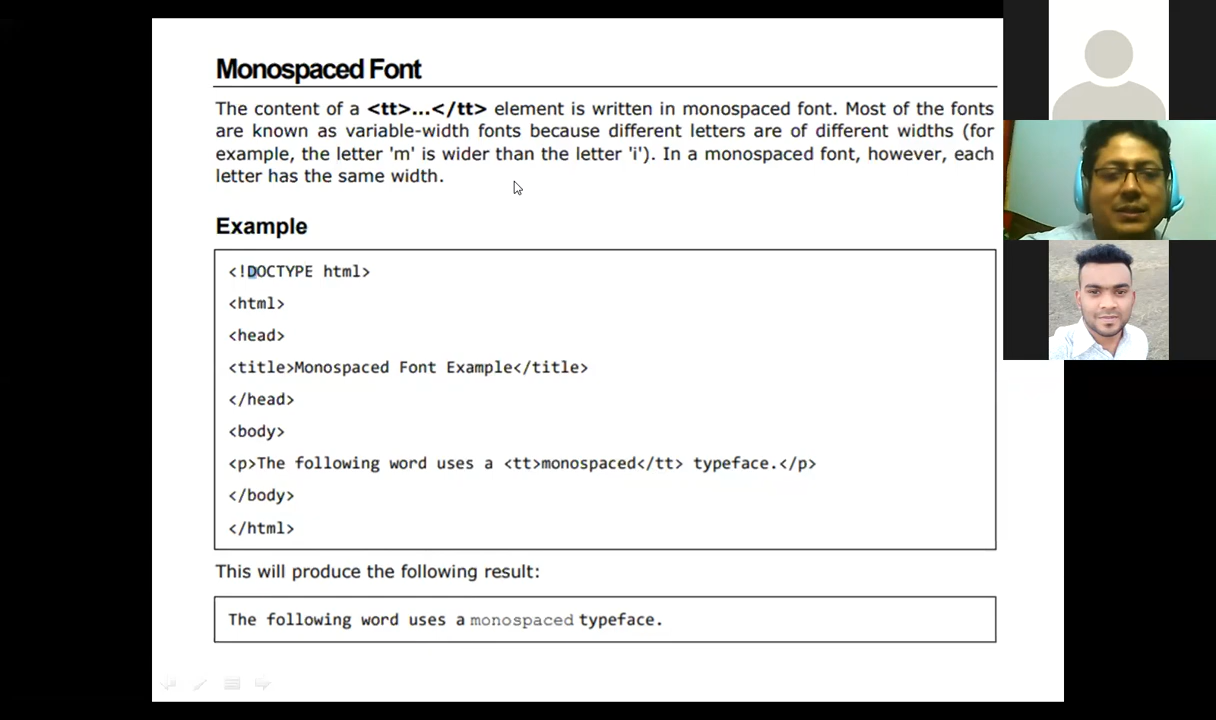 Monospaced Font
The content of a <tt>...</tt> element is written in monospaced font. Most of the fonts
are known as variable-width fonts because different letters are of different widths (for
example, the letter 'm' is wider than the letter 'i'). In a monospaced font, however, each
letter has the same width.
Example
<!DOCTYPE html>
<html>
<head>
<title>Monospaced Font Example</title>
</head>
<body>
<p>The following word uses a <tt>monospaced</tt> typeface.</p>
</body>
</html>
This will produce the following result:
The following word uses a monospaced typeface.